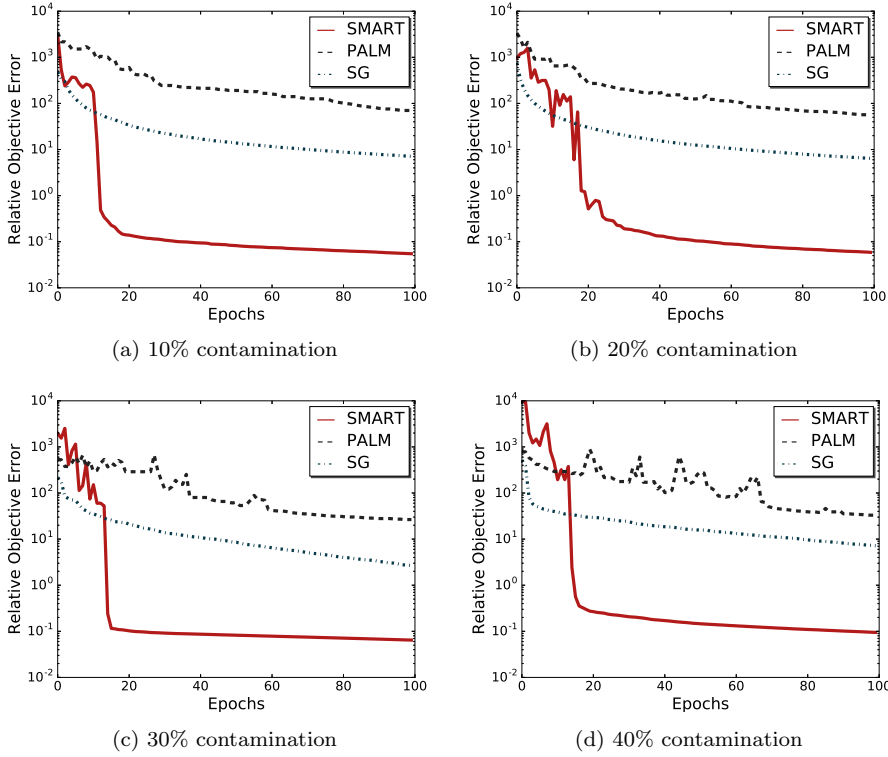 Relative Objective Error
10^4
10^3
10^2
10^1
10^0
10^-1
10^-2
0 20 40 60 80 100
Epochs
SMART
PALM
SG
(a) 10% contamination
Relative Objective Error
10^4
10^3
10^2
10^1
10^0
10^-1
10^-2
0 20 40 60 80 100
Epochs
SMART
PALM
SG
(b) 20% contamination
Relative Objective Error
10^4
10^3
10^2
10^1
10^0
10^-1
10^-2
0 20 40 60 80 100
Epochs
SMART
PALM
SG
(c) 30% contamination
Relative Objective Error
10^4
10^3
10^2
10^1
10^0
10^-1
10^-2
0 20 40 60 80 100
Epochs
SMART
PALM
SG
(d) 40% contamination